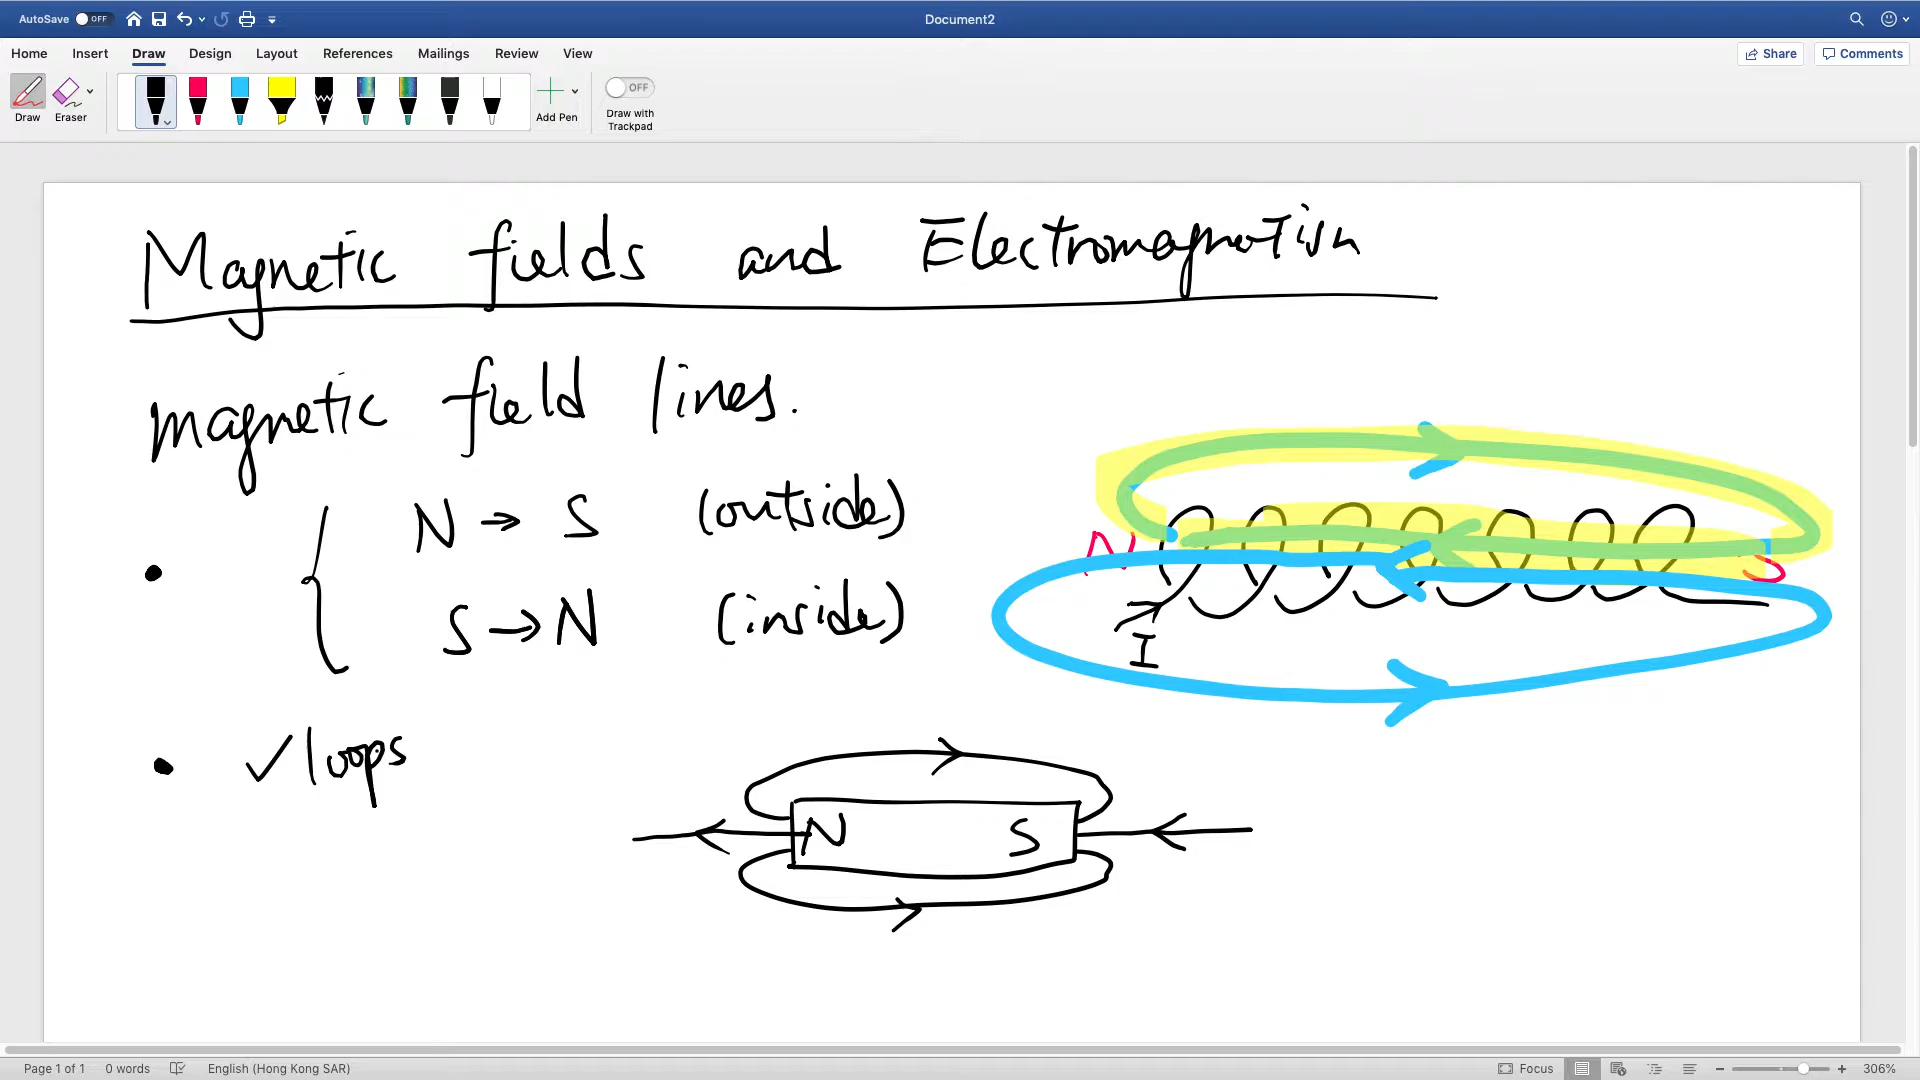 AutoSave OFF Document2
Home Insert Draw Design Layout References Mailings Review View Share Comments
Draw Eraser Add Pen OFF Draw with Trackpad
Magnetic fields and Electromagnetism
magnetic field lines.
N → S (outside)
S → N (inside)
N S
I
✓ loops
N S
Page 1 of 1 0 words English (Hong Kong SAR) Focus 306%